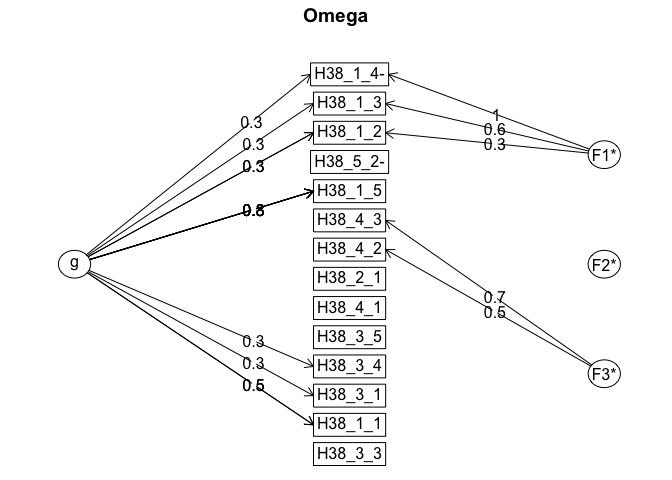 Omega
H38_1_4-
H38_1_3
1
0.3
0.6
H38_1_2
0.3
0.3
F1*
H38_5_2-
0.3
H38_1_5
H38_4_3
H38_4_2
g
F2*
H38_2_1
0.7
H38_4_1
0.5
H38_3_5
0.3
H38_3_4
0.3
F3*
0.5
H38_3_1
H38_1_1
H38_3_3